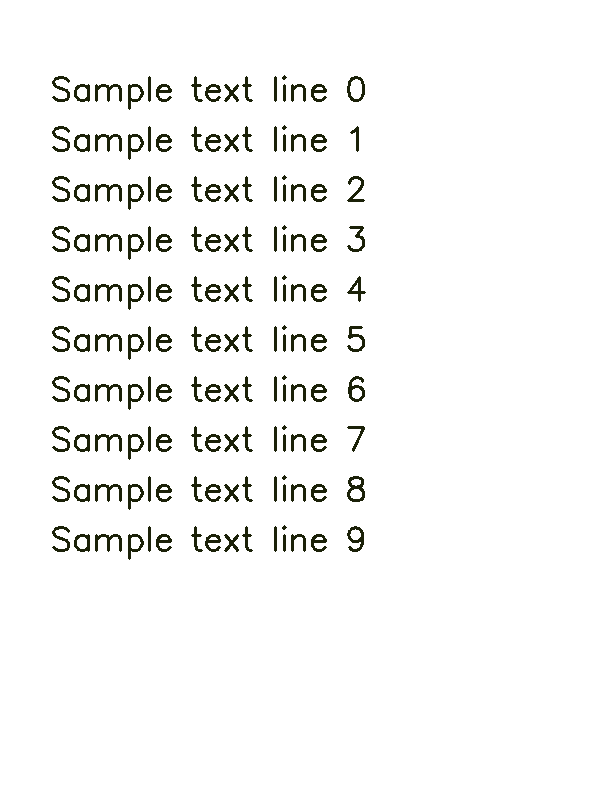 Sample text line 0
Sample text line 1
Sample text line 2
Sample text line 3
Sample text line 4
Sample text line 5
Sample text line 6
Sample text line 7
Sample text line 8
Sample text line 9